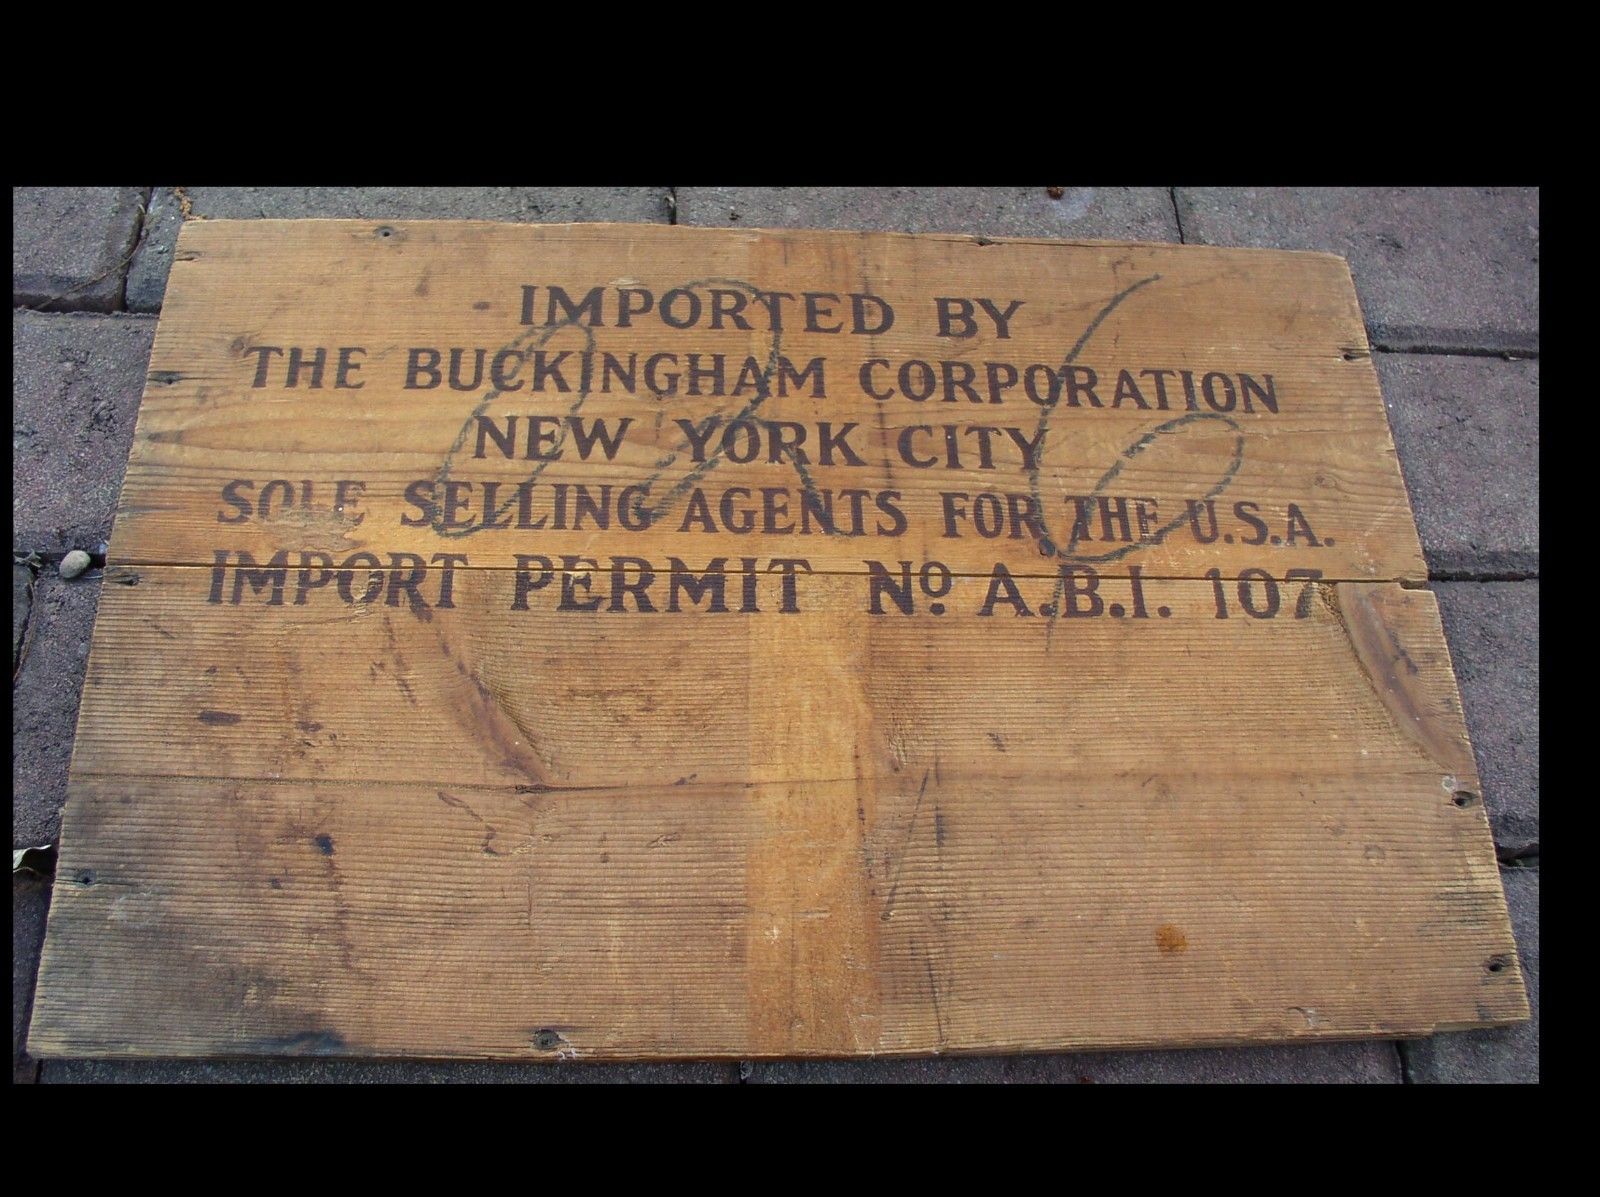 IMPORTED BY
THE BUCKINGHAM CORPORATION
NEW YORK CITY
SOLE SELLING AGENTS FOR THE U.S.A.
IMPORT PERMIT Nº A.B.I. 107